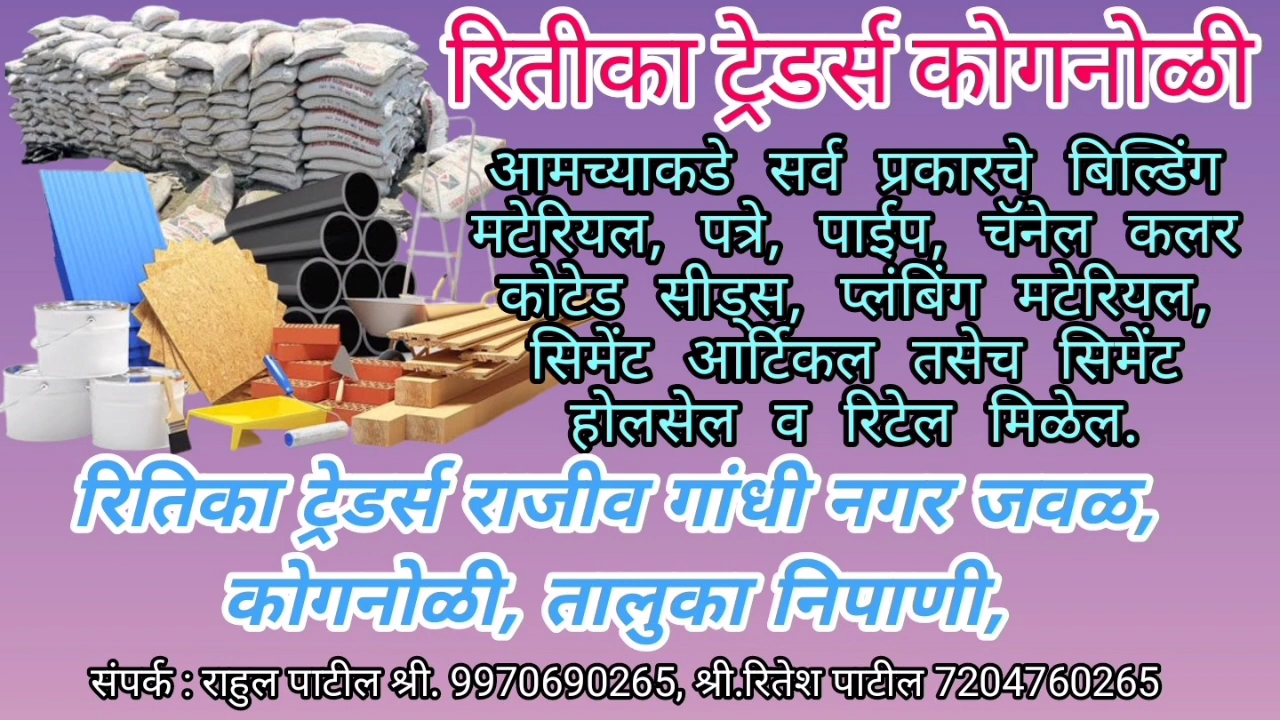 रितीका ट्रेडर्स कोगनोळी
आमच्याकडे सर्व प्रकारचे बिल्डिंग
मटेरियल, पत्रे, पाईप, चॅनेल कलर
कोटेड सीड्स, प्लंबिंग मटेरियल,
सिमेंट आर्टिकल तसेच सिमेंट
होलसेल व रिटेल मिळेल.
रितिका ट्रेडर्स राजीव गांधी नगर जवळ,
कोगनोळी, तालुका निपाणी,
संपर्क : राहुल पाटील श्री. 9970690265, श्री.रितेश पाटील 7204760265